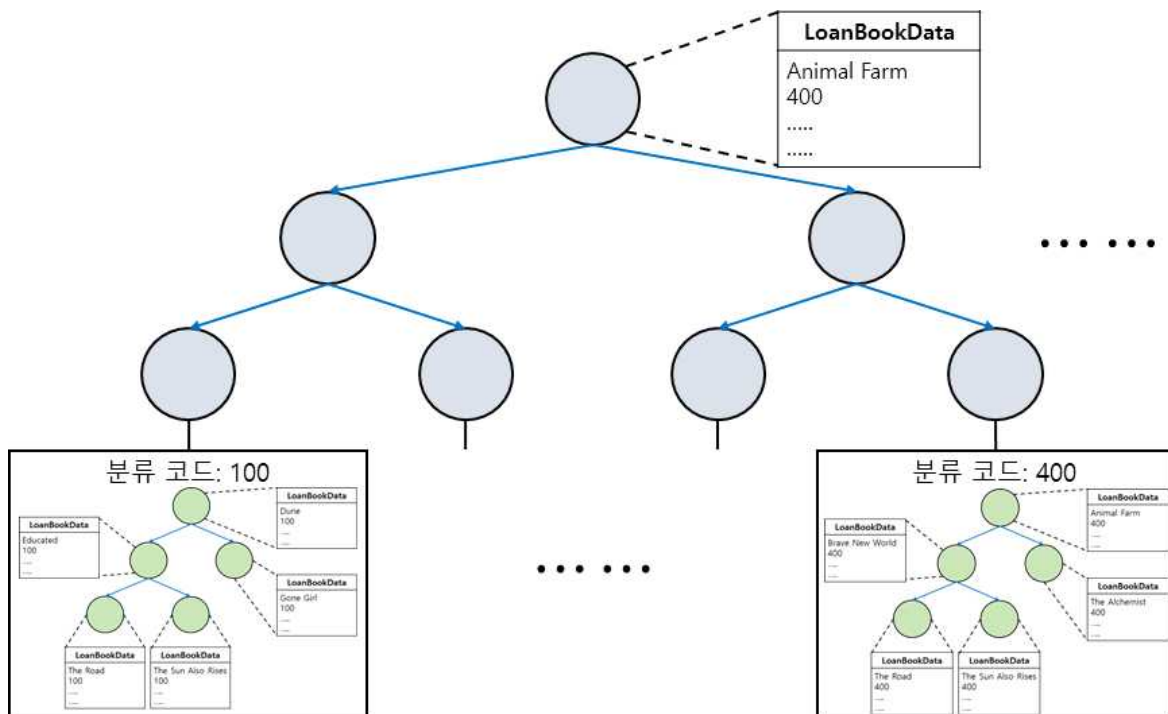 LoanBookData
Animal Farm
400
.....
.....
분류 코드: 100
LoanBookData
Dune
100
.....
.....
LoanBookData
Educated
100
.....
.....
LoanBookData
Gone Girl
100
.....
.....
LoanBookData
The Road
100
.....
.....
LoanBookData
The Sun Also Rises
100
.....
.....
분류 코드: 400
LoanBookData
Animal Farm
400
.....
.....
LoanBookData
Brave New World
400
.....
.....
LoanBookData
The Alchemist
400
.....
.....
LoanBookData
The Road
400
.....
.....
LoanBookData
The Sun Also Rises
400
.....
.....